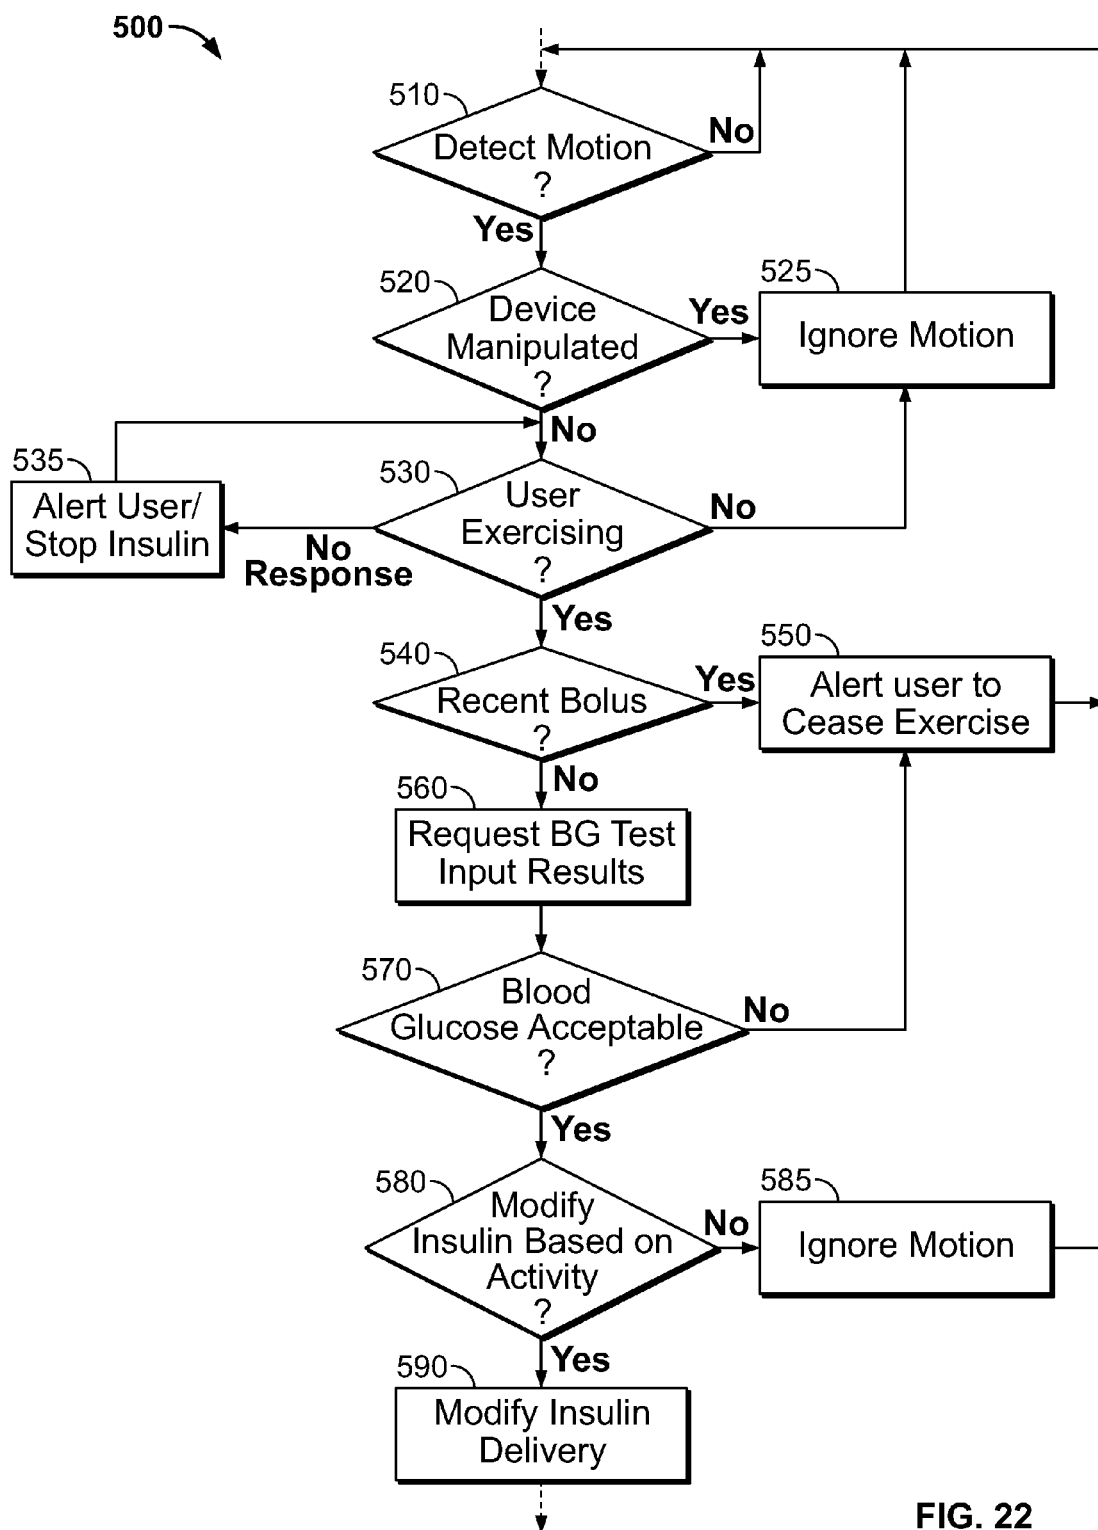 500
510
Detect Motion
?
No
Yes
520
Device
Manipulated
?
Yes
525
Ignore Motion
No
535
Alert User/
Stop Insulin
530
User
Exercising
?
No
No
Response
Yes
540
Recent Bolus
?
Yes
550
Alert user to
Cease Exercise
No
560
Request BG Test
Input Results
570
Blood
Glucose Acceptable
?
No
Yes
580
Modify
Insulin Based on
Activity
?
No
585
Ignore Motion
Yes
590
Modify Insulin
Delivery
FIG. 22